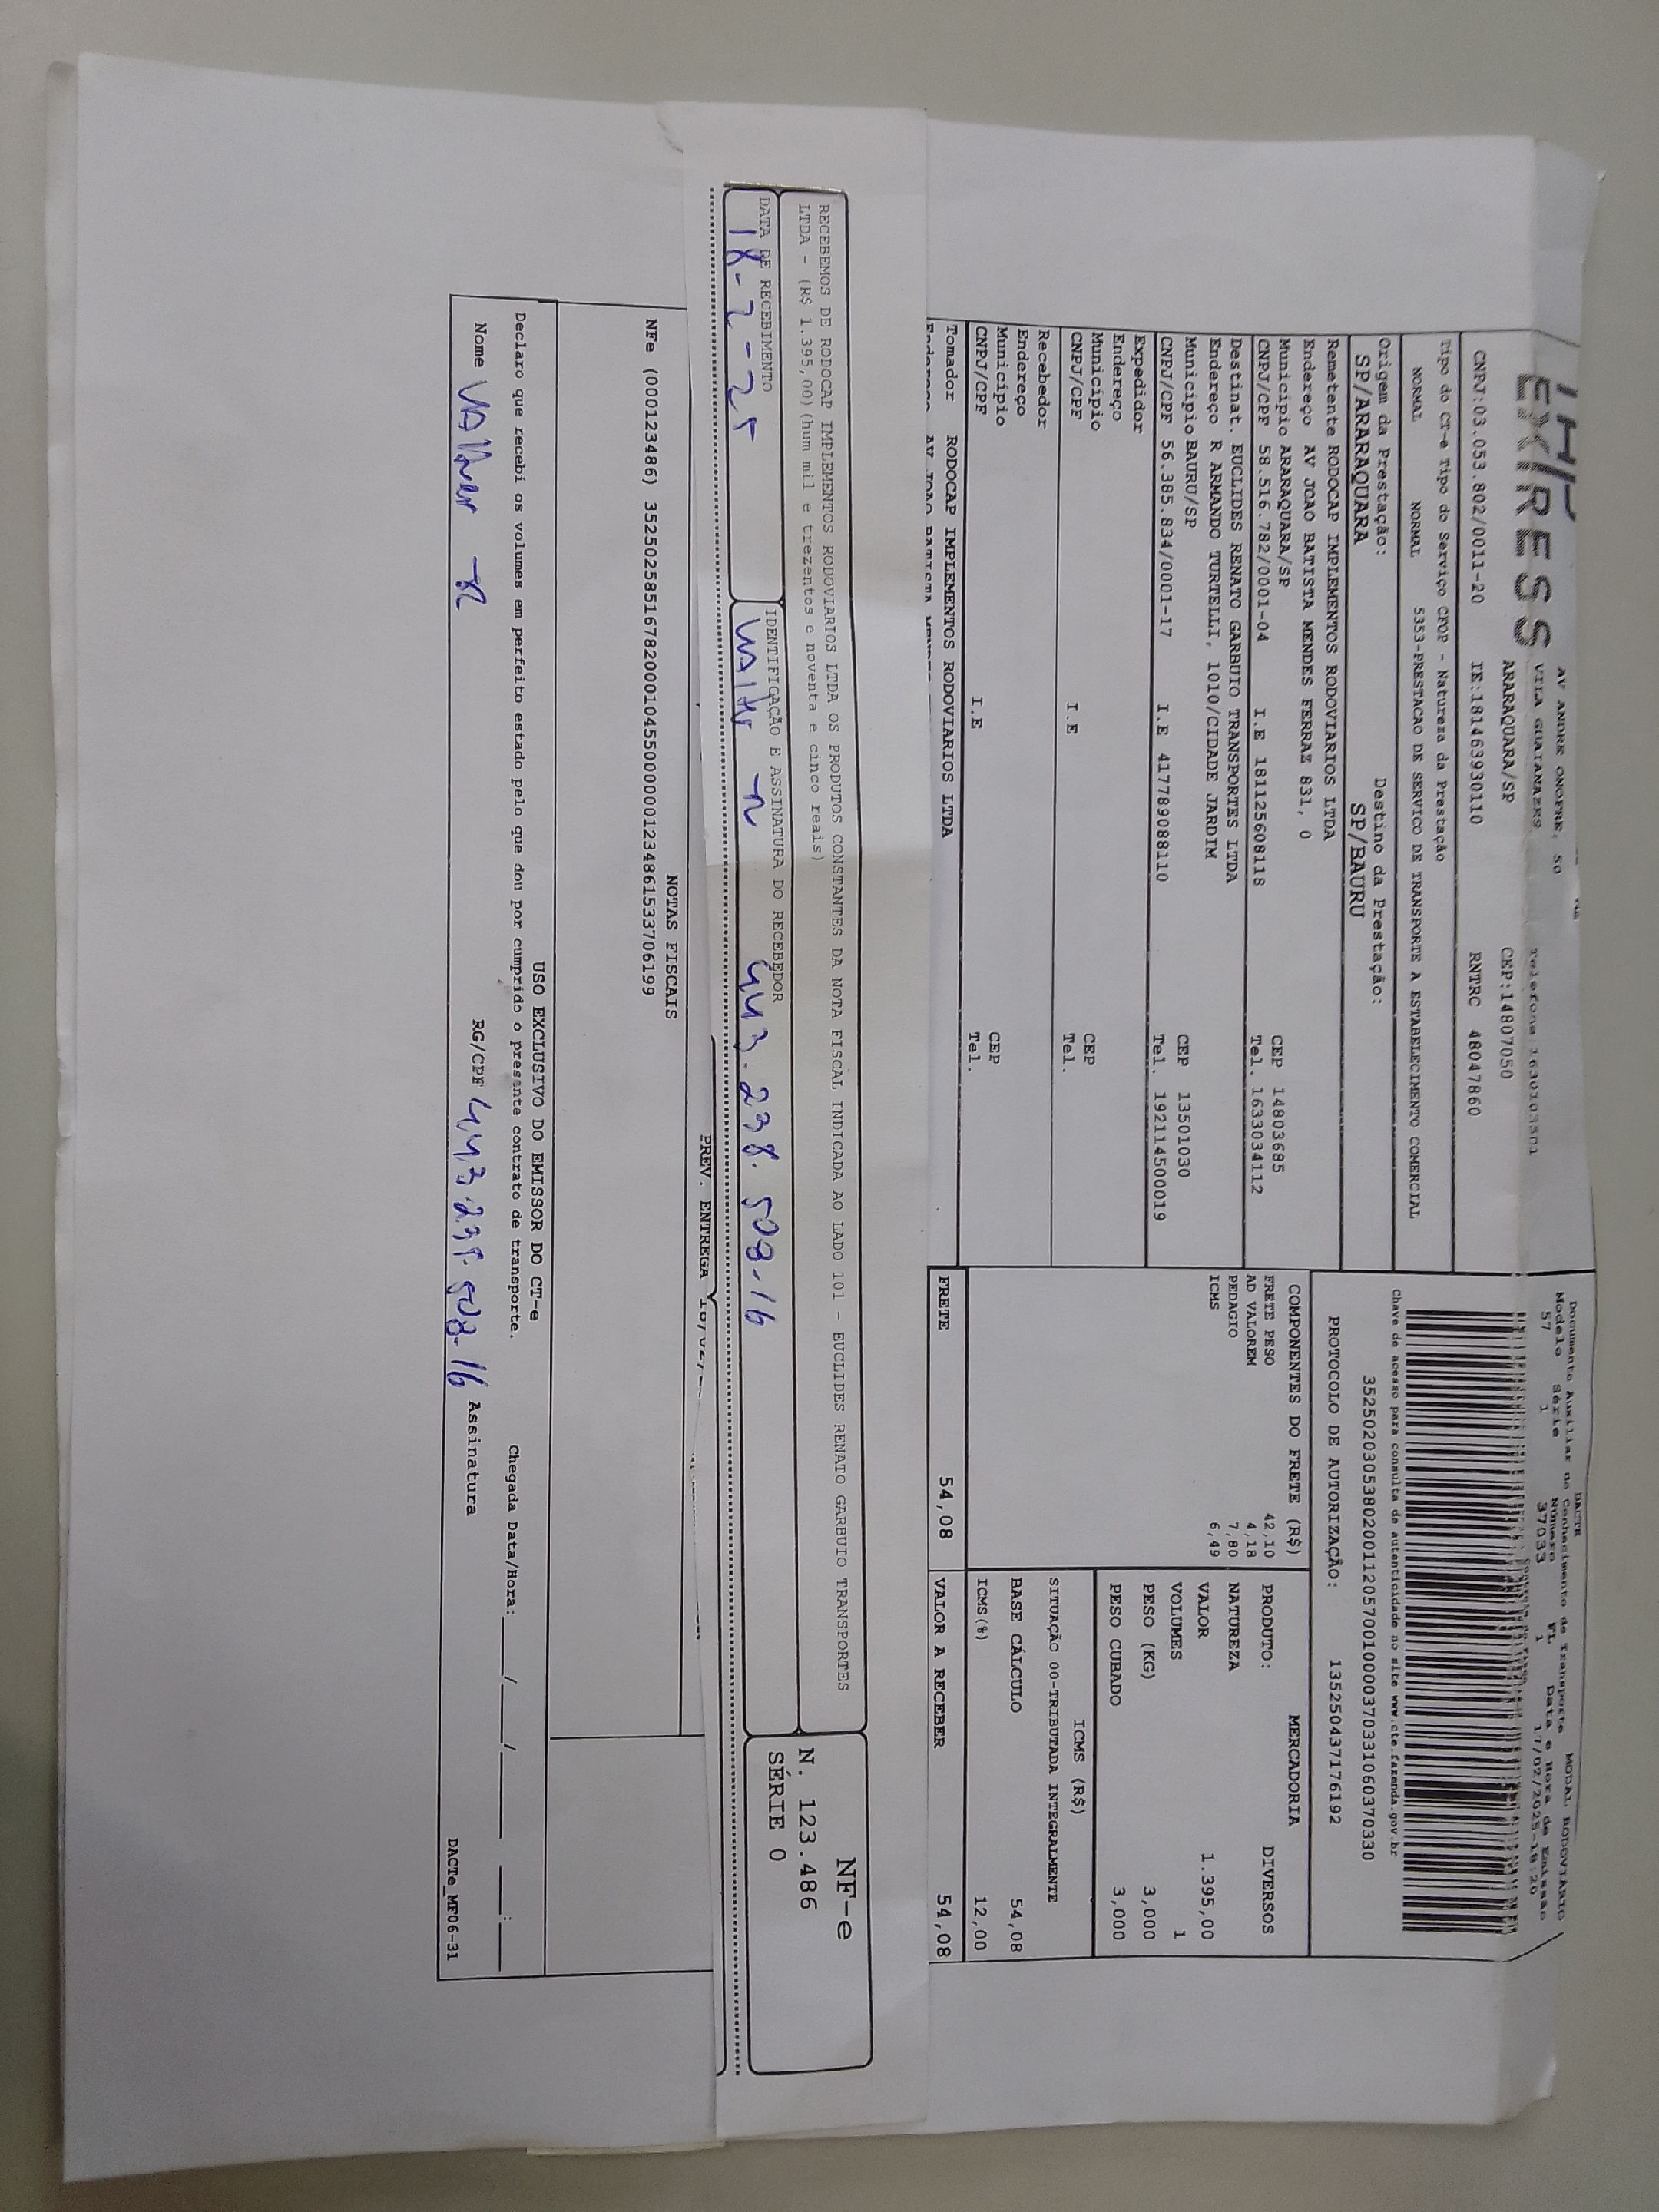 DACTE MODAL RODOVIÁRIO
Documento Auxiliar do Conhecimento de Transporte
Modelo Série Número FL Data e Hora de Emissão
57 1 37033 1 17/02/2025-18:20
EXPRESS
AV ANDRE ONOFRE, 50
VILA GUAIANAZES Telefone:1630103501
ARARAQUARA/SP CEP:14807050
CNPJ:03.053.802/0011-20 IE:181463930110 RNTRC 48047860
Tipo do CT-e Tipo do Serviço CFOP - Natureza da Prestação
NORMAL NORMAL 5353-PRESTACAO DE SERVICO DE TRANSPORTE A ESTABELECIMENTO COMERCIAL
Chave de acesso para consulta de autenticidade no site www.cte.fazenda.gov.br
35250203053802001120570010000370331060370330
PROTOCOLO DE AUTORIZAÇÃO: 135250437176192
Origem da Prestação: Destino da Prestação:
SP/ARARAQUARA SP/BAURU
Remetente RODOCAP IMPLEMENTOS RODOVIARIOS LTDA
Endereço AV JOAO BATISTA MENDES FERRAZ 831, 0
Município ARARAQUARA/SP CEP 14803685
CNPJ/CPF 58.516.782/0001-04 I.E 181125608118 Tel. 1633034112
Destinat. EUCLIDES RENATO GARBUIO TRANSPORTES LTDA
Endereço R ARMANDO TURTELLI, 1010/CIDADE JARDIM
Município BAURU/SP CEP 13501030
CNPJ/CPF 56.385.834/0001-17 I.E 417789088110 Tel. 192114500019
Expedidor
Endereço
Município CEP
CNPJ/CPF I.E Tel.
Recebedor
Endereço
Município CEP
CNPJ/CPF I.E Tel.
Tomador RODOCAP IMPLEMENTOS RODOVIARIOS LTDA
COMPONENTES DO FRETE (R$)
FRETE PESO 42,10
AD VALOREM 4,18
PEDAGIO 7,80
ICMS 6,49
MERCADORIA
PRODUTO: DIVERSOS
NATUREZA
VALOR 1.395,00
VOLUMES 1
PESO (KG) 3,000
PESO CUBADO 3,000
ICMS (R$)
SITUAÇÃO 00-TRIBUTADA INTEGRALMENTE
BASE CÁLCULO 54,08
ICMS(%) 12,00
FRETE 54,08 VALOR A RECEBER 54,08
RECEBEMOS DE RODOCAP IMPLEMENTOS RODOVIARIOS LTDA OS PRODUTOS CONSTANTES DA NOTA FISCAL INDICADA AO LADO 101 - EUCLIDES RENATO GARBUIO TRANSPORTES
LTDA - (R$ 1.395,00)(hum mil e trezentos e noventa e cinco reais)
DATA DE RECEBIMENTO IDENTIFICAÇÃO E ASSINATURA DO RECEBEDOR
18-2-25 443.238.508-16
NF-e
N. 123.486
SÉRIE 0
PREV. ENTREGA
NOTAS FISCAIS
NFe (000123486) 35250258516782000104550000001234861533706199
USO EXCLUSIVO DO EMISSOR DO CT-e
Declaro que recebi os volumes em perfeito estado pelo que dou por cumprido o presente contrato de transporte. Chegada Data/Hora:___/___/___ __:__
Nome RG/CPF 443.238.508-16 Assinatura
DACTe_MF06-31